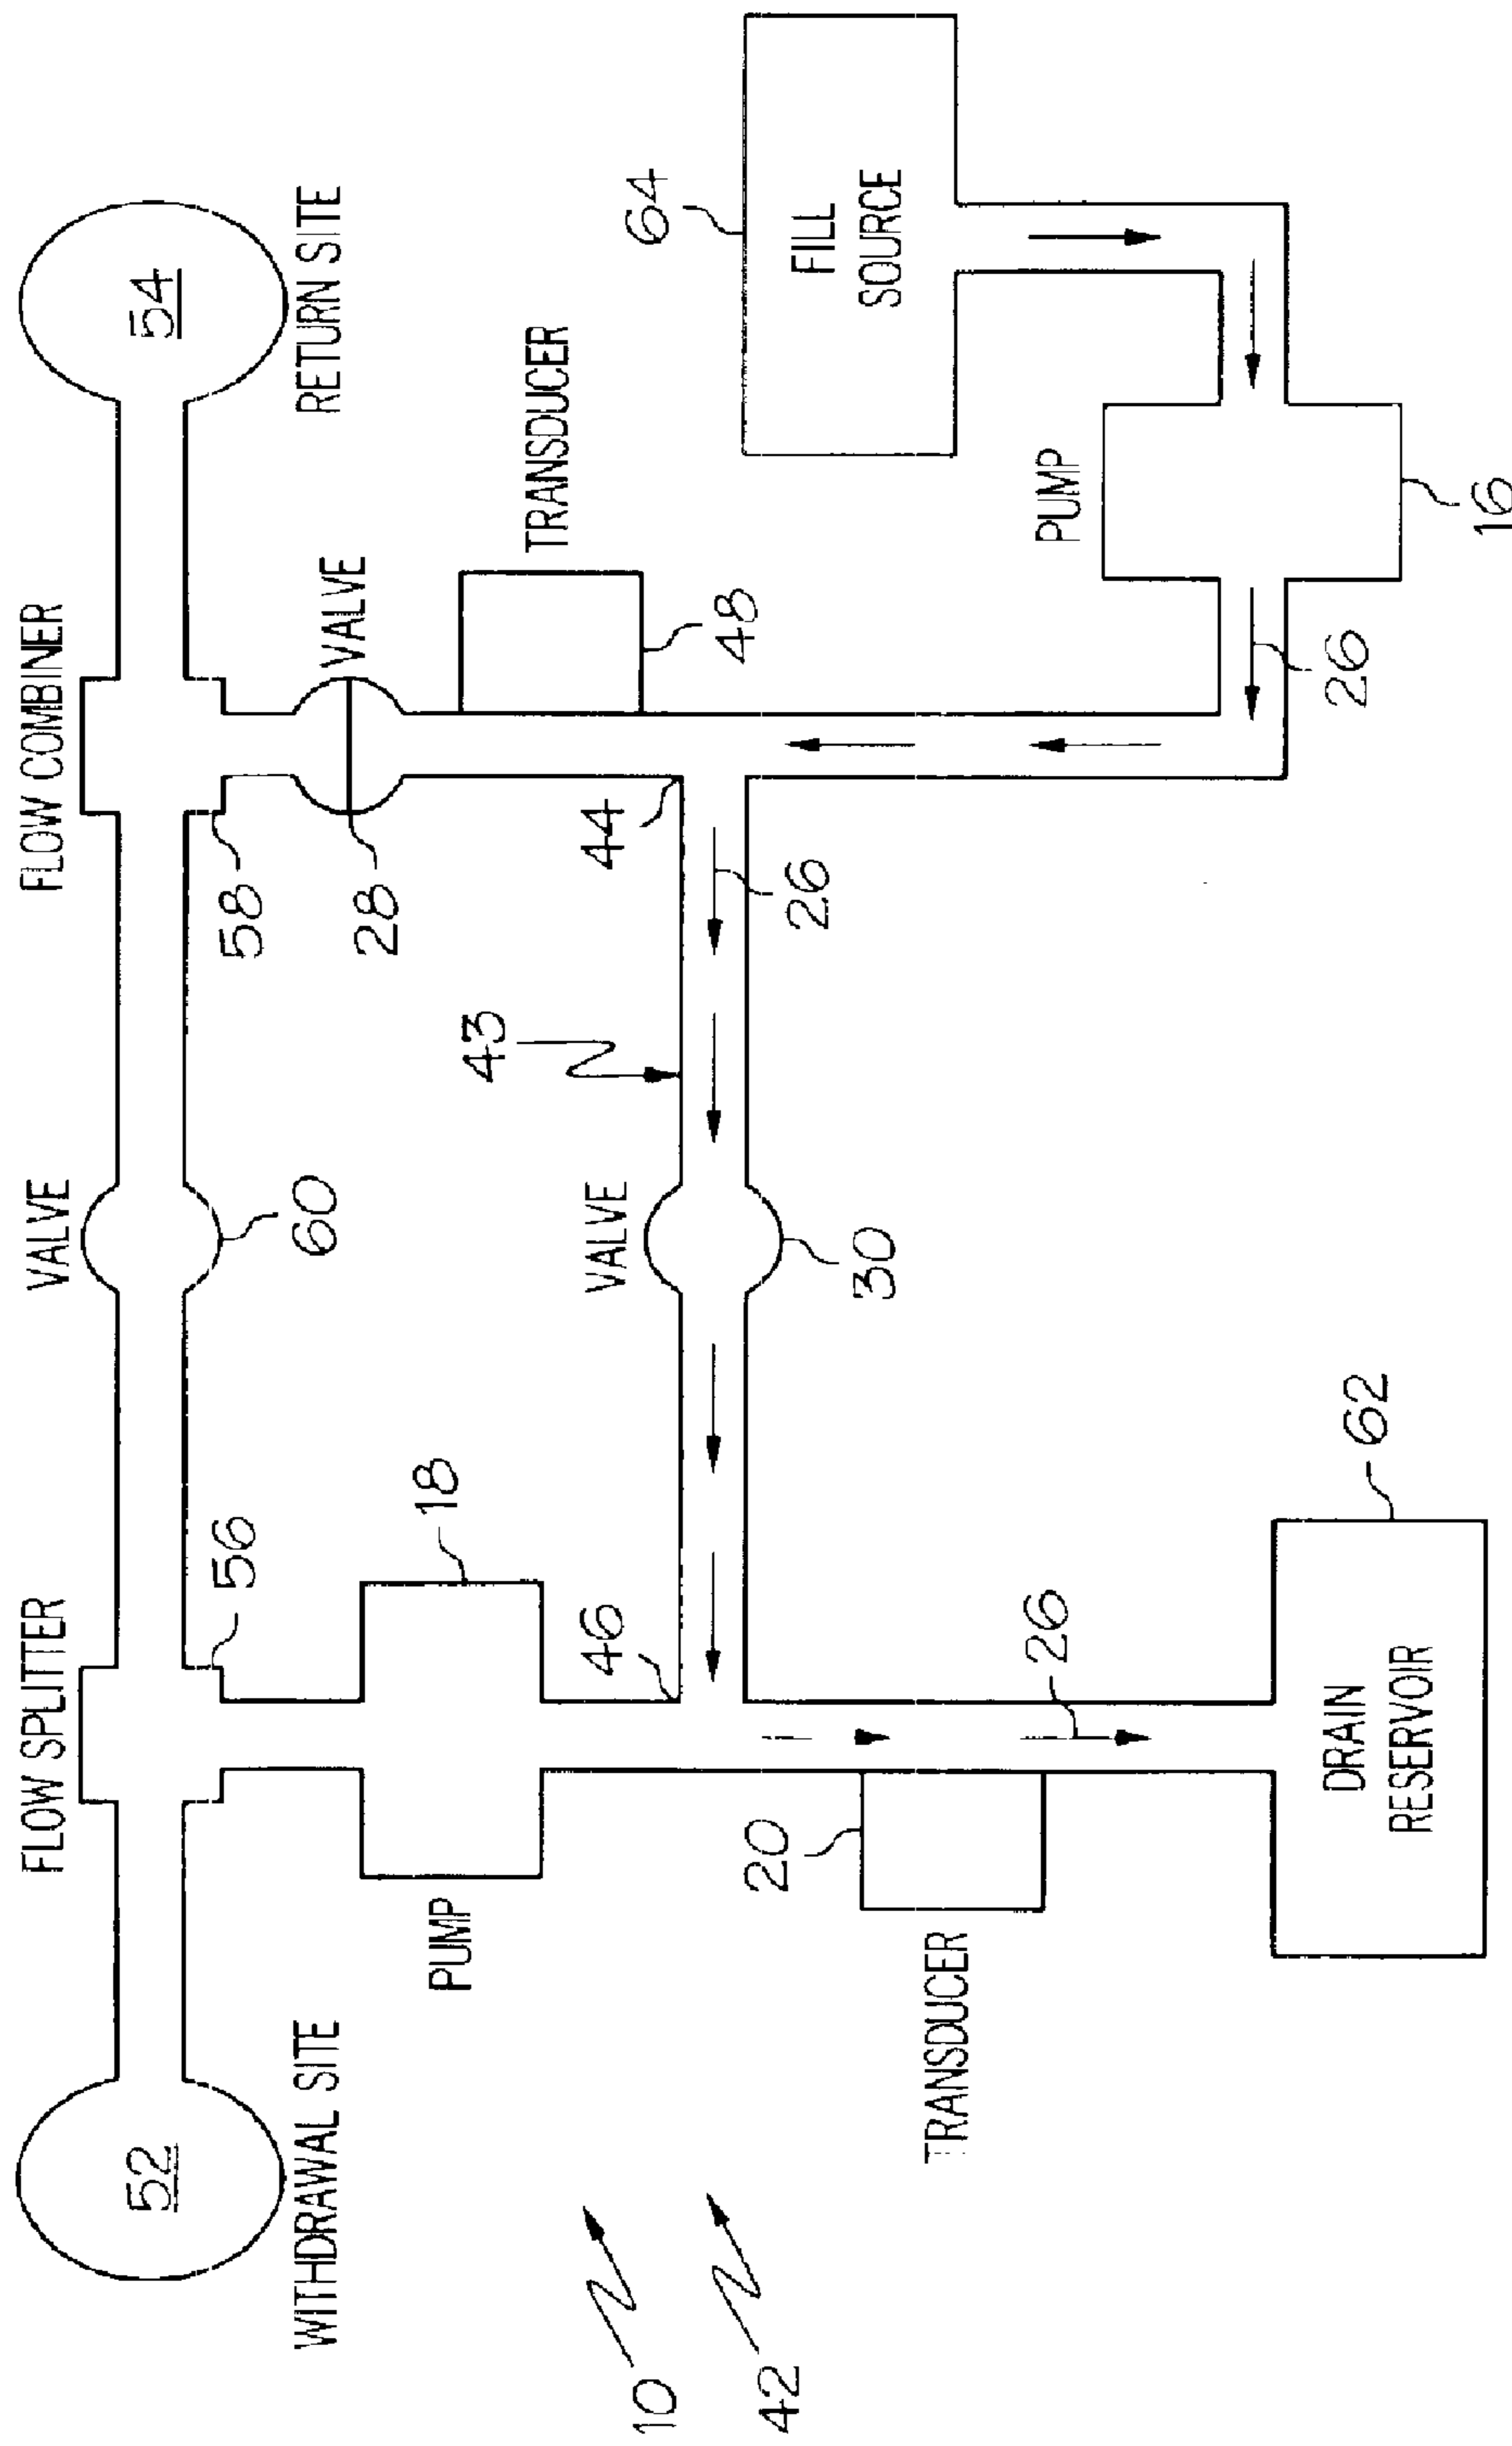 FLOW SPLITTER
VALVE
FLOW COMBINER
52
54
WITHDRAWAL SITE
56
60
58
RETURN SITE
VALVE
28
PUMP
18
43
TRANSDUCER
10
46
VALVE
44
48
64
42
30
26
FILL
SOURCE
20
TRANSDUCER
26
PUMP
DRAIN
RESERVOIR
62
26
16